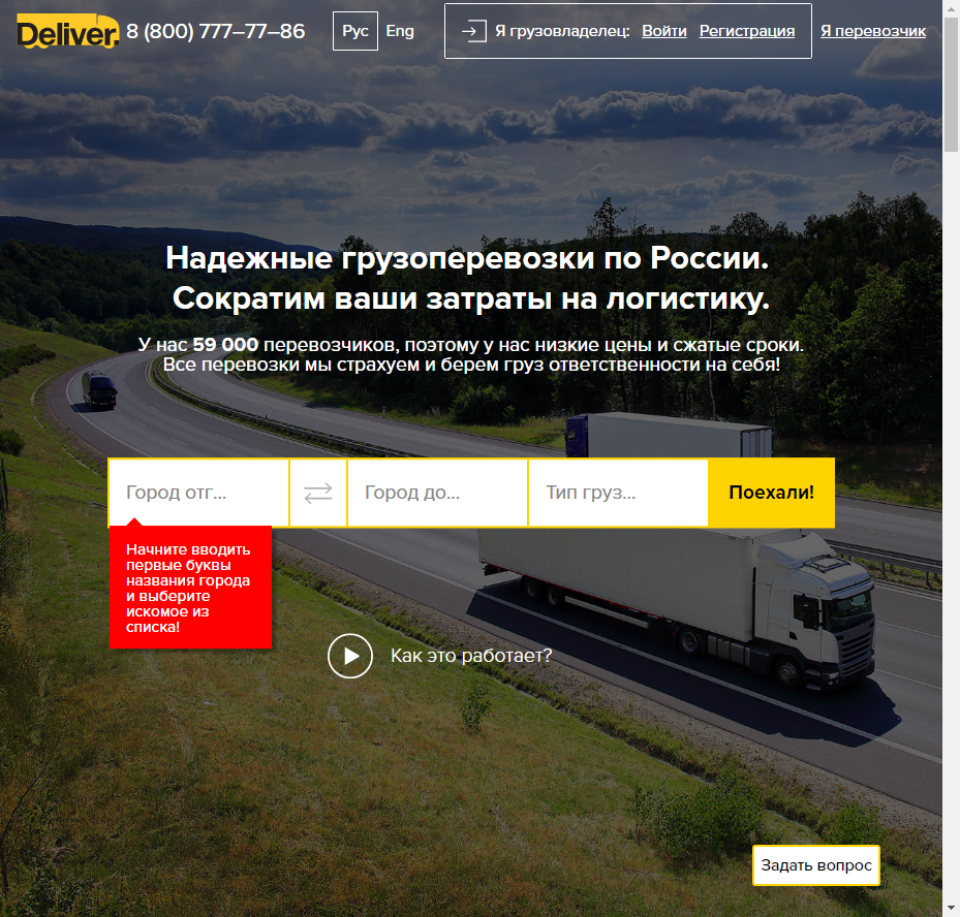 Deliver. 8 (800) 777–77–86 Рус Eng Я грузовладелец: Войти Регистрация Я перевозчик
Надежные грузоперевозки по России.
Сократим ваши затраты на логистику.
У нас 59 000 перевозчиков, поэтому у нас низкие цены и сжатые сроки.
Все перевозки мы страхуем и берем груз ответственности на себя!
Город отг... Город до... Тип груз... Поехали!
Начните вводить
первые буквы
названия города
и выберите
искомое из
списка!
Как это работает?
Задать вопрос